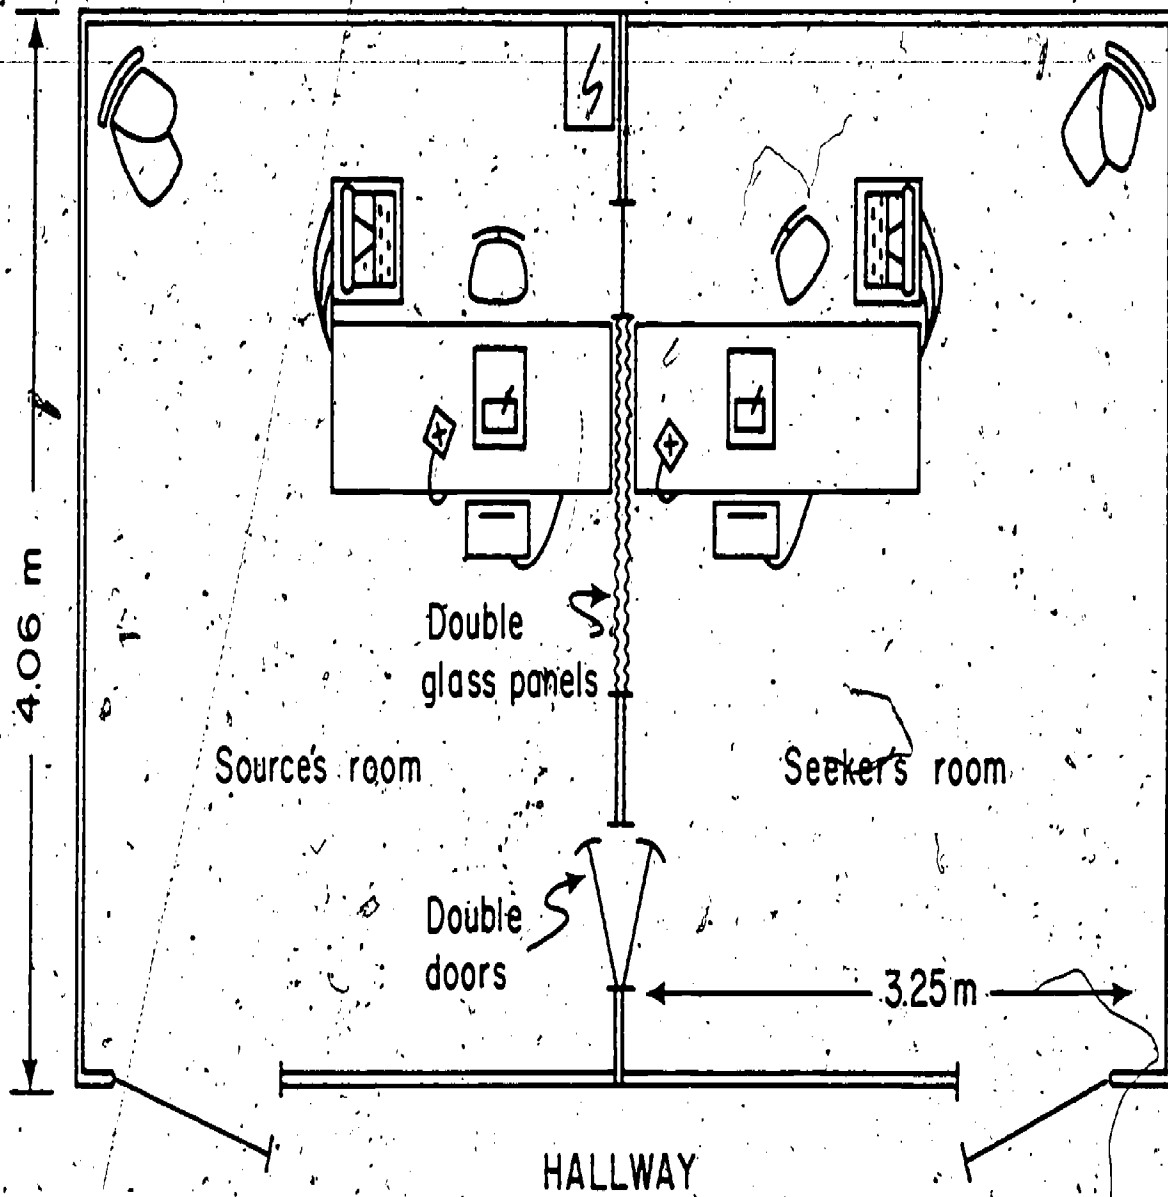 4.06 m
Double
glass panels
Source's room
Seeker's room
Double
doors
3.25 m
HALLWAY